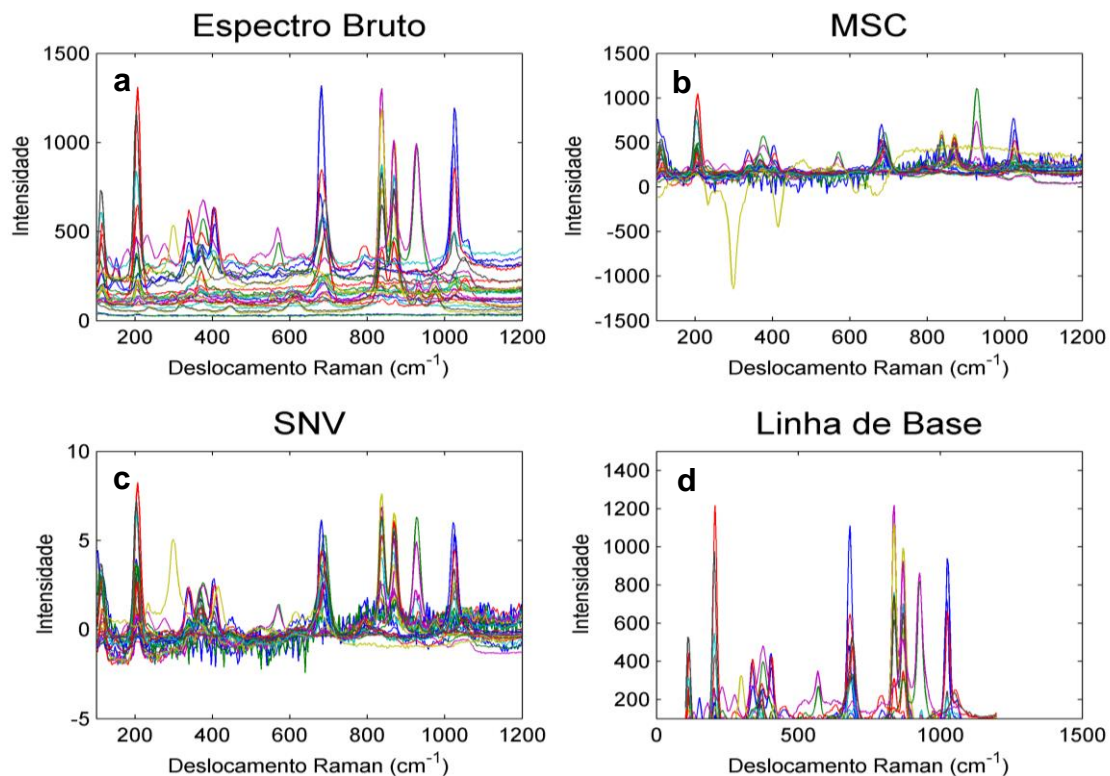 Espectro Bruto
a
1500
1000
500
0
Intensidade
200 400 600 800 1000 1200
Deslocamento Raman (cm-1)
MSC
b
1500
1000
500
0
-500
-1000
-1500
Intensidade
200 400 600 800 1000 1200
Deslocamento Raman (cm-1)
SNV
c
10
5
0
-5
Intensidade
200 400 600 800 1000 1200
Deslocamento Raman (cm-1)
Linha de Base
d
1400
1200
1000
800
600
400
200
Intensidade
0 500 1000 1500
Deslocamento Raman (cm-1)